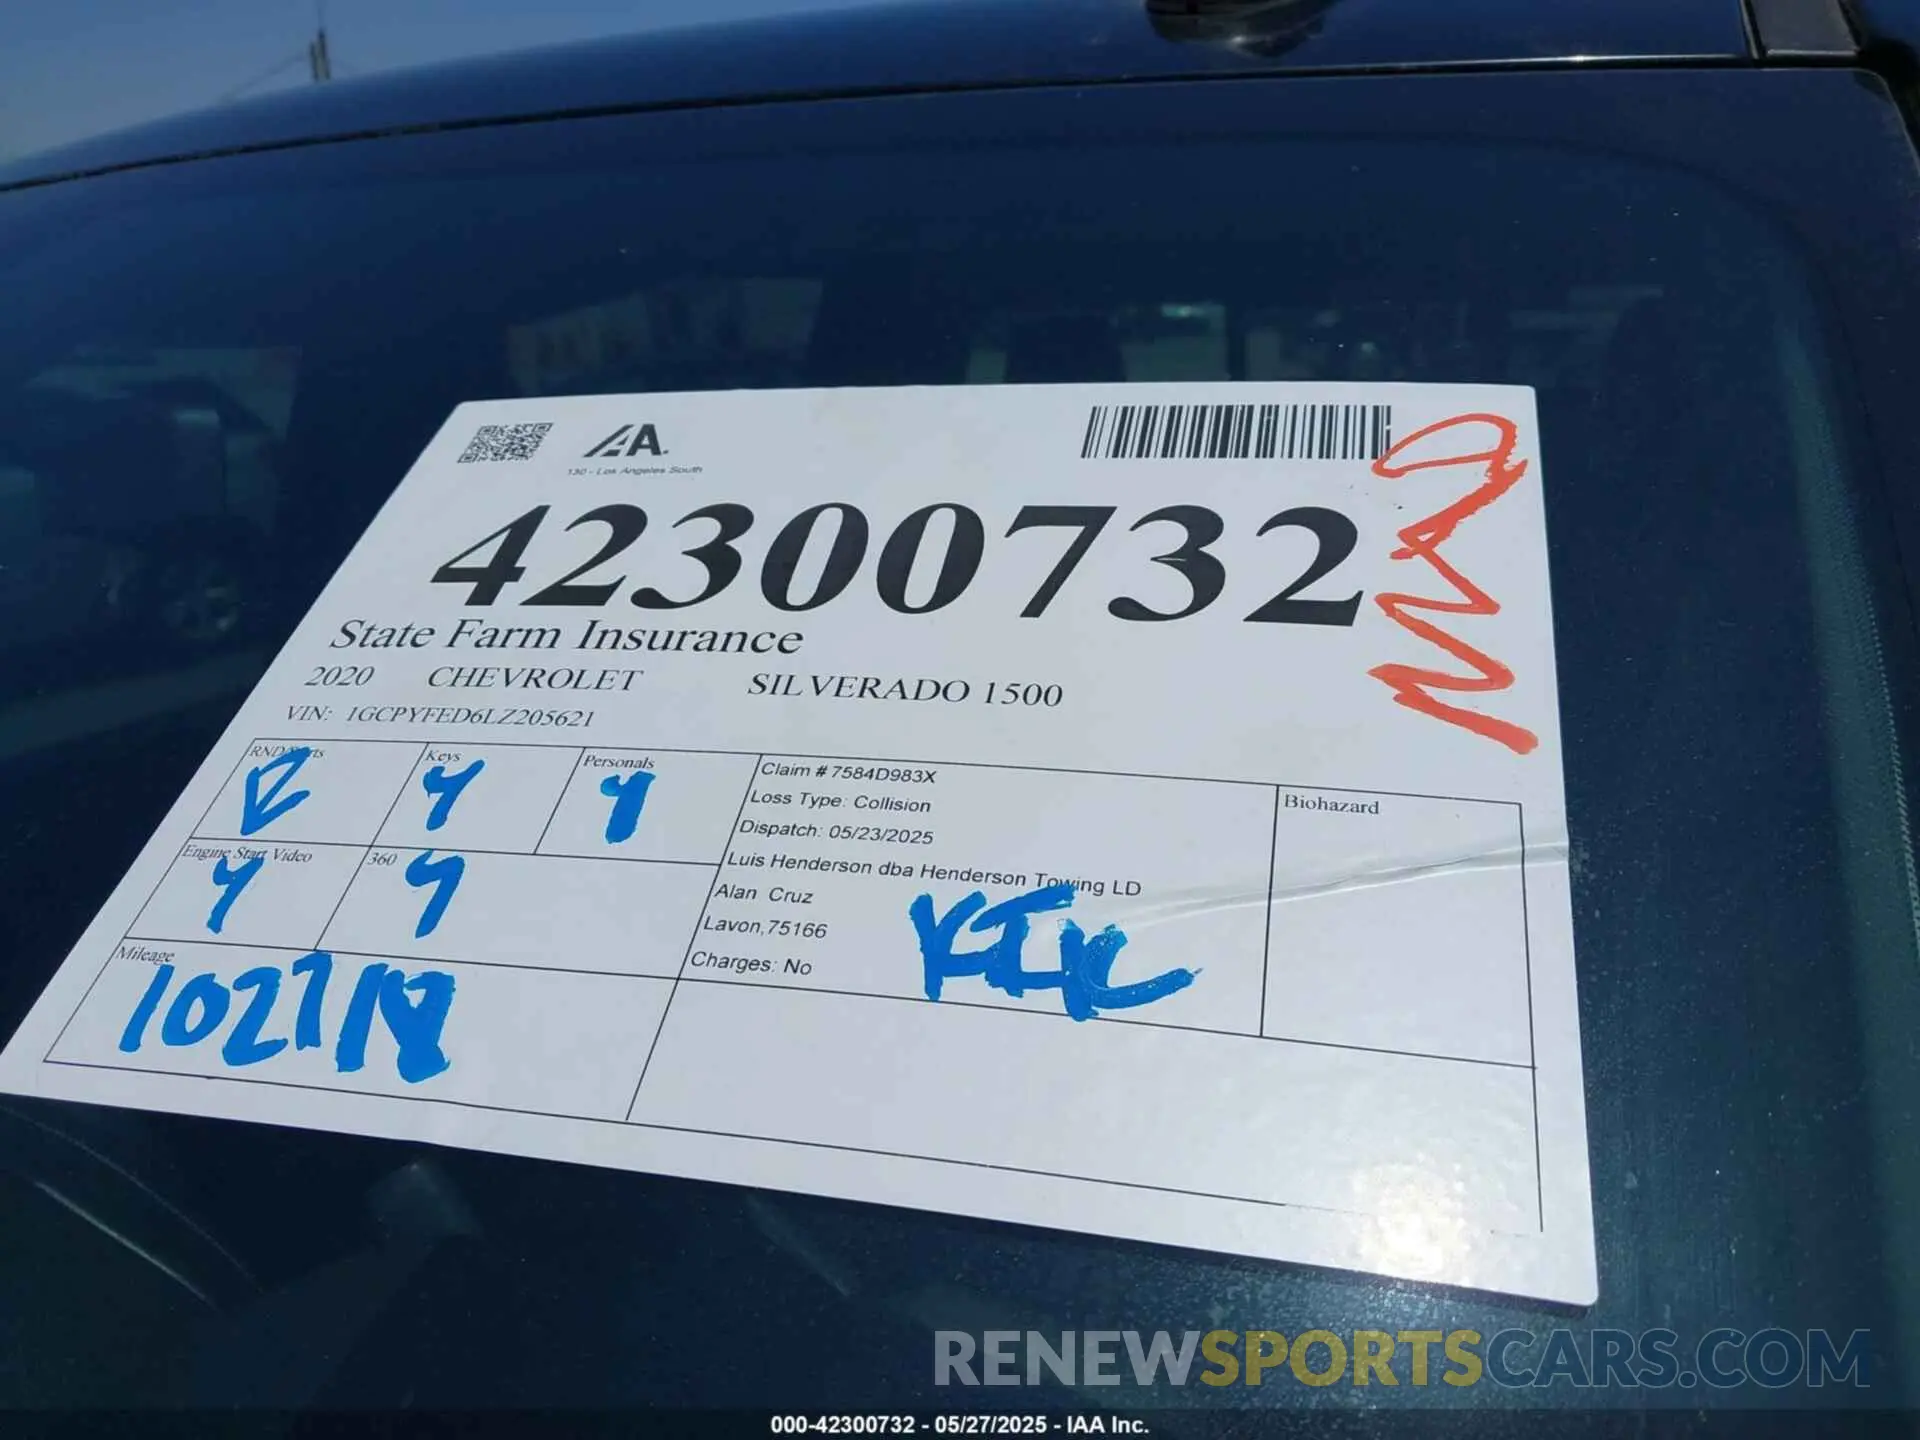 IAA.
130 - Los Angeles South
42300732
State Farm Insurance
2020 CHEVROLET SILVERADO 1500
VIN: 1GCPYFED6LZ205621
Keys Personals
Y Y
Claim # 7584D983X
Loss Type: Collision
Dispatch: 05/23/2025
Luis Henderson dba Henderson Towing LD
Alan Cruz
Lavon,75166
Charges: No
Biohazard
Engine Start Video 360
Y Y
Mileage
RENEWSPORTSCARS.COM
000-42300732 - 05/27/2025 - IAA Inc.